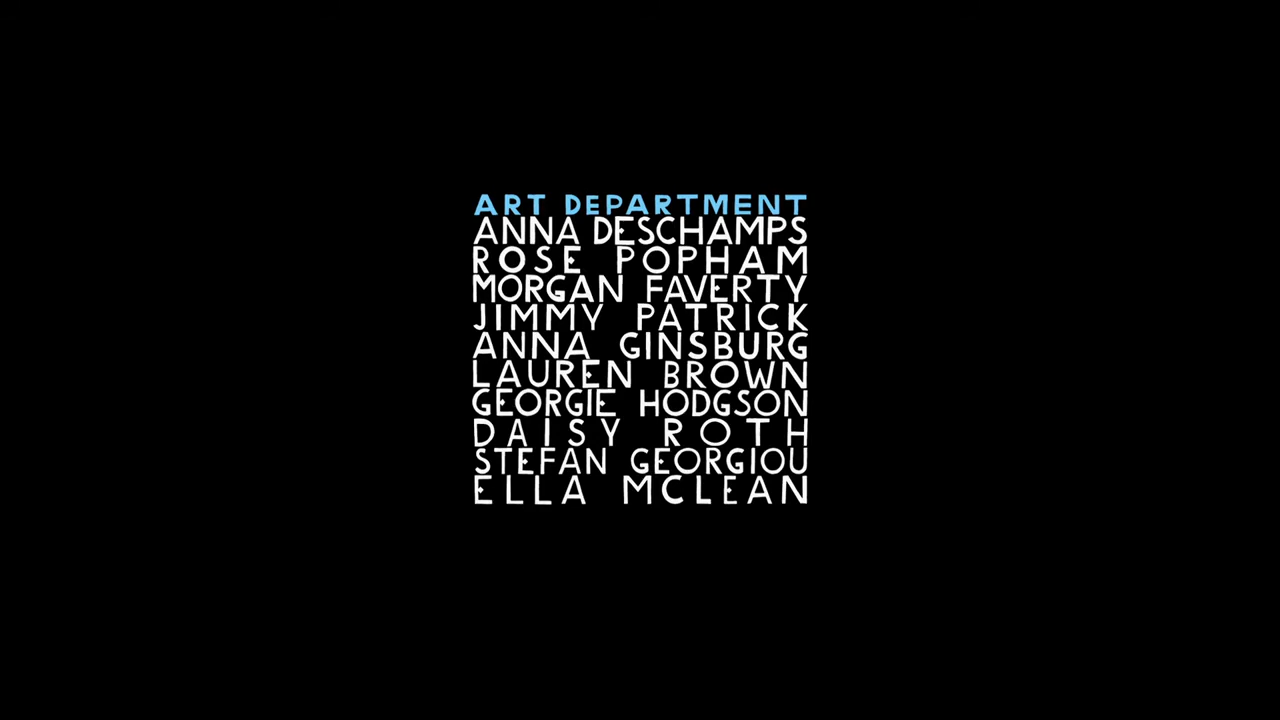 ART DEPARTMENT
ANNA DESCHAMPS
ROSE POPHAM
MORGAN FAVERTY
JIMMY PATRICK
ANNA GINSBURG
LAUREN BROWN
GEORGIE HODGSON
DAISY ROTH
STEFAN GEORGIOU
ELLA MCLEAN